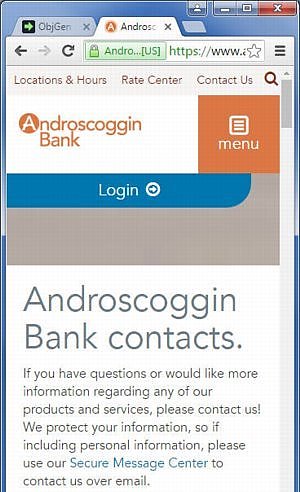 ObjGen
Androsc
Andro...[US]
https://www.a
Locations & Hours
Rate Center
Contact Us
Androscoggin
Bank
menu
Login
Androscoggin
Bank contacts.
If you have questions or would like more
information regarding any of our
products and services, please contact us!
We protect your information, so if
including personal information, please
use our Secure Message Center to
contact us over email.